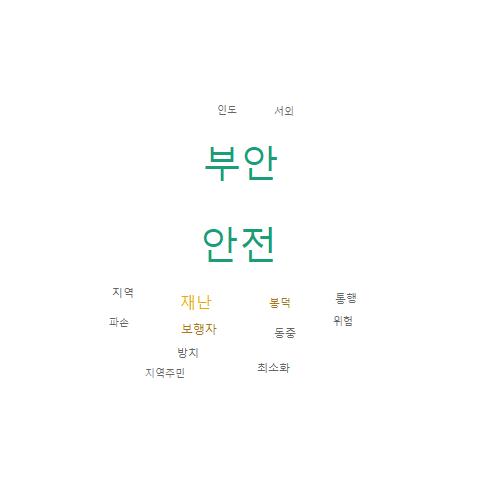 인도 서외
부안
안전
지역 재난 봉덕 통행
파손 보행자 동중 위험
방치
지역주민 최소화